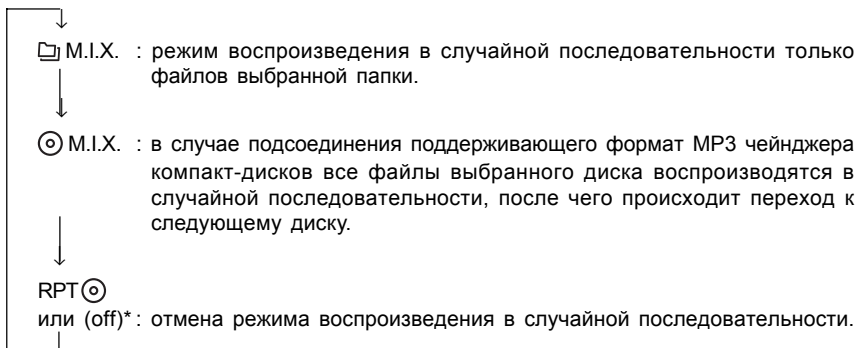 M.I.X. : режим воспроизведения в случайной последовательности только
файлов выбранной папки.
M.I.X. : в случае подсоединения поддерживающего формат MP3 чейнджера
компакт-дисков все файлы выбранного диска воспроизводятся в
случайной последовательности, после чего происходит переход к
следующему диску.
RPT
или (off)* : отмена режима воспроизведения в случайной последовательности.